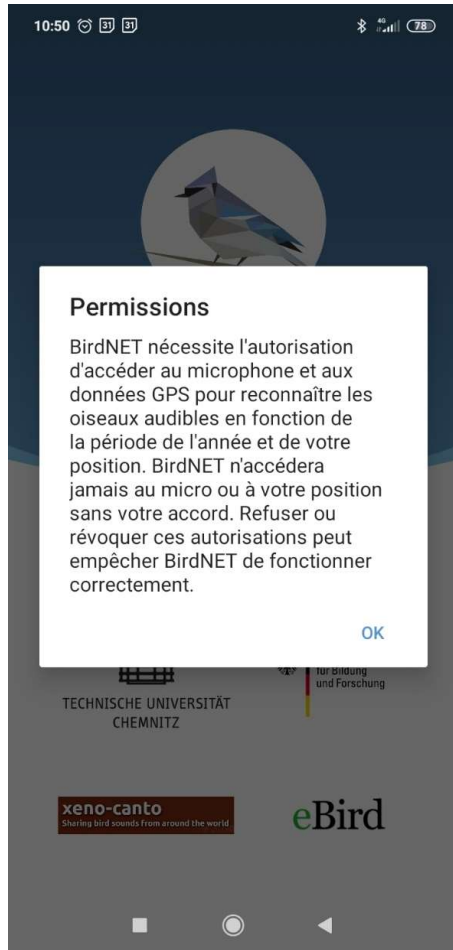 10:50 31 31 4G 78
Permissions
BirdNET nécessite l'autorisation
d'accéder au microphone et aux
données GPS pour reconnaître les
oiseaux audibles en fonction de
la période de l'année et de votre
position. BirdNET n'accédera
jamais au micro ou à votre position
sans votre accord. Refuser ou
révoquer ces autorisations peut
empêcher BirdNET de fonctionner
correctement.
OK
TECHNISCHE UNIVERSITÄT
CHEMNITZ
für Bildung
und Forschung
xeno-canto
Sharing bird sounds from around the world
eBird